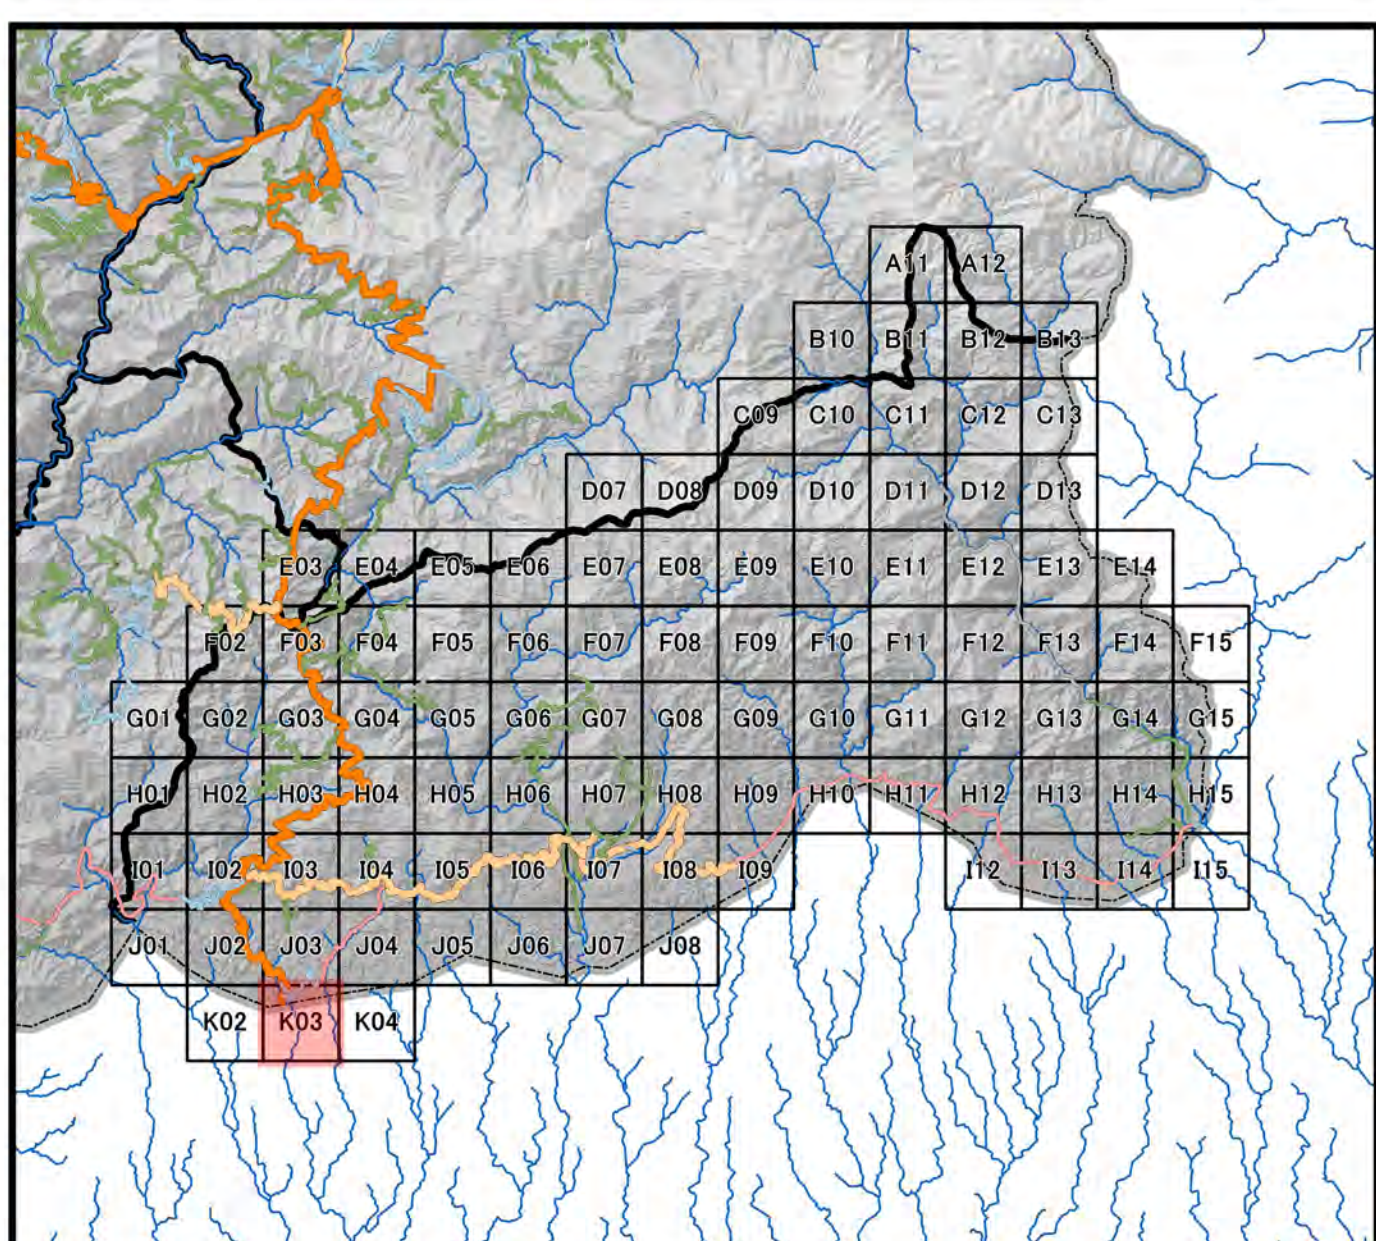 A11 A12
B10 B11 B12 B13
C09 C10 C11 C12 C13
D07 D08 D09 D10 D11 D12 D13
E03 E04 E05 E06 E07 E08 E09 E10 E11 E12 E13 E14
F02 F03 F04 F05 F06 F07 F08 F09 F10 F11 F12 F13 F14 F15
G01 G02 G03 G04 G05 G06 G07 G08 G09 G10 G11 G12 G13 G14 G15
H01 H02 H03 H04 H05 H06 H07 H08 H09 H10 H11 H12 H13 H14 H15
I01 I02 I03 I04 I05 I06 I07 I08 I09 I12 I13 I14 I15
J01 J02 J03 J04 J05 J06 J07 J08
K02 K03 K04